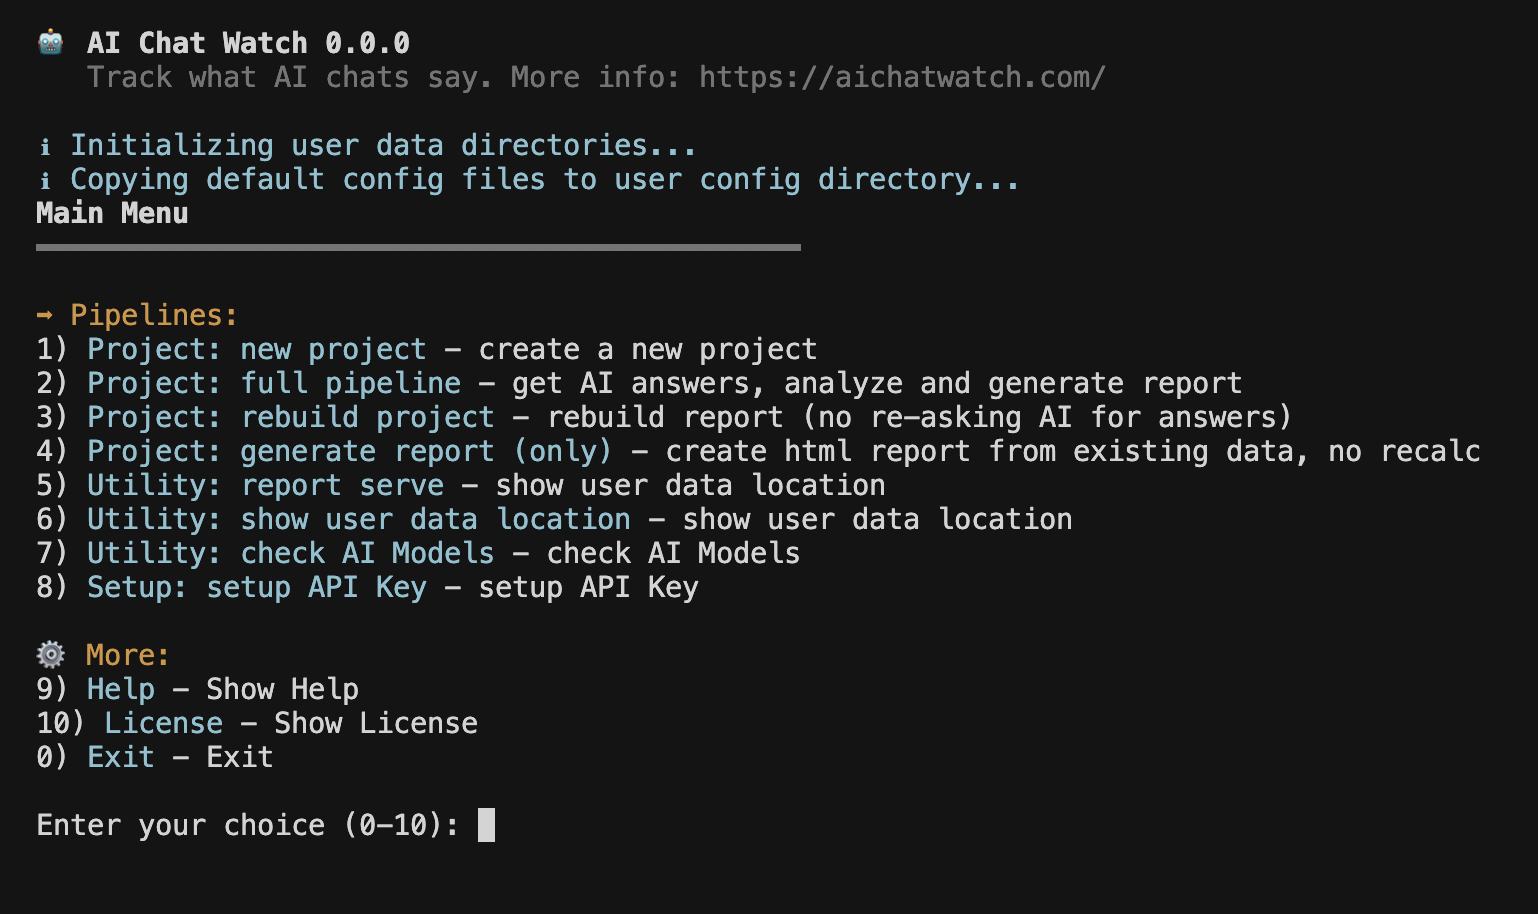 AI Chat Watch 0.0.0
Track what AI chats say. More info: https://aichatwatch.com/
ℹ Initializing user data directories...
ℹ Copying default config files to user config directory...
Main Menu
➡ Pipelines:
1) Project: new project – create a new project
2) Project: full pipeline – get AI answers, analyze and generate report
3) Project: rebuild project – rebuild report (no re-asking AI for answers)
4) Project: generate report (only) – create html report from existing data, no recalc
5) Utility: report serve – show user data location
6) Utility: show user data location – show user data location
7) Utility: check AI Models – check AI Models
8) Setup: setup API Key – setup API Key
⚙ More:
9) Help – Show Help
10) License – Show License
0) Exit – Exit
Enter your choice (0-10):